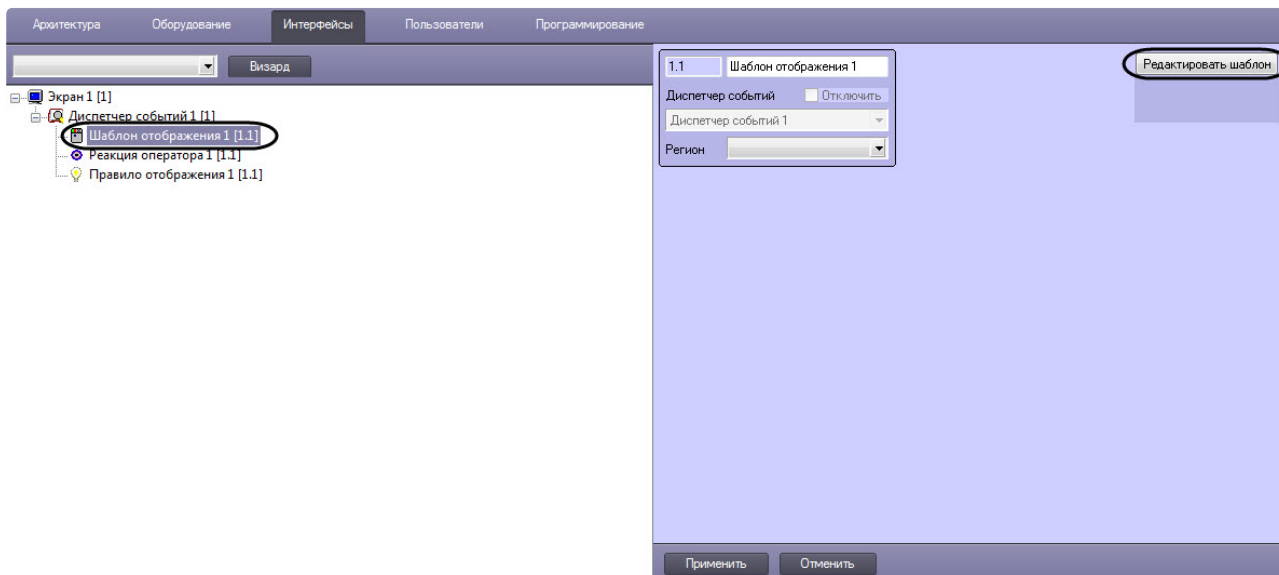 Архитектура Оборудование Интерфейсы Пользователи Программирование
Визард
Экран 1 [1]
Диспетчер событий 1 [1]
Шаблон отображения 1 [1.1]
Реакция оператора 1 [1.1]
Правило отображения 1 [1.1]
1.1 Шаблон отображения 1
Диспетчер событий Отключить
Диспетчер событий 1
Регион
Редактировать шаблон
Применить Отменить